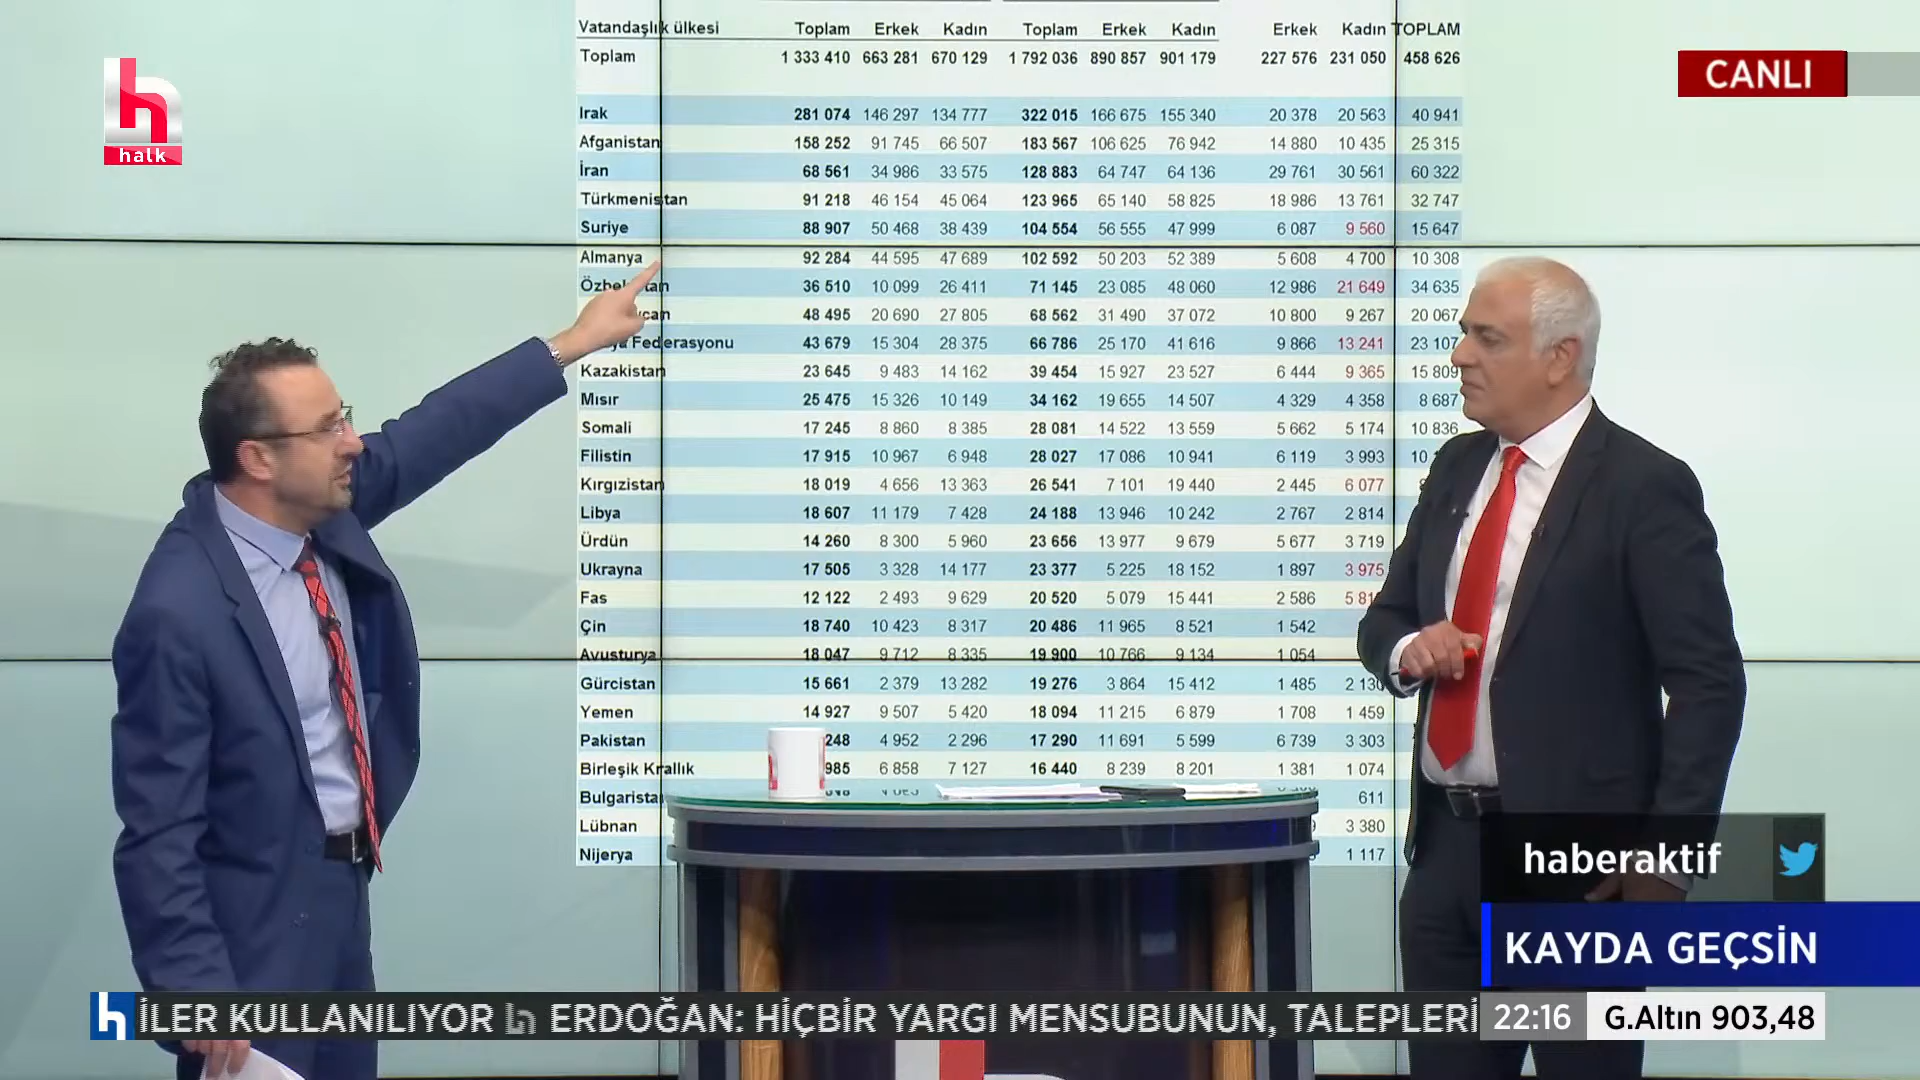 Vatandaşlık ülkesi Toplam Erkek Kadın Toplam Erkek Kadın Erkek Kadın TOPLAM
Toplam 1 333 410 663 281 670 129 1 792 036 890 857 901 179 227 576 231 050 458 626
Irak 281 074 146 297 134 777 322 015 166 675 155 340 20 378 20 563 40 941
Afganistan 158 252 91 745 66 507 183 567 106 625 76 942 14 880 10 435 25 315
İran 68 561 34 986 33 575 128 883 64 747 64 136 29 761 30 561 60 322
Türkmenistan 91 218 46 154 45 064 123 965 65 140 58 825 18 986 13 761 32 747
Suriye 88 907 50 468 38 439 104 554 56 555 47 999 6 087 9 560 15 647
Almanya 92 284 44 595 47 689 102 592 50 203 52 389 5 608 4 700 10 308
36 510 10 099 26 411 71 145 23 085 48 060 12 986 21 649 34 635
48 495 20 690 27 805 68 562 31 490 37 072 10 800 9 267 20 067
Federasyonu 43 679 15 304 28 375 66 786 25 170 41 616 9 866 13 241 23 107
Kazakistan 23 645 9 483 14 162 39 454 15 927 23 527 6 444 9 365 15 809
Mısır 25 475 15 326 10 149 34 162 19 655 14 507 4 329 4 358 8 687
Somali 17 245 8 860 8 385 28 081 14 522 13 559 5 662 5 174 10 836
Filistin 17 915 10 967 6 948 28 027 17 086 10 941 6 119 3 993
Kırgızistan 18 019 4 656 13 363 26 541 7 101 19 440 2 445 6 077
Libya 18 607 11 179 7 428 24 188 13 946 10 242 2 767 2 814
Ürdün 14 260 8 300 5 960 23 656 13 977 9 679 5 677 3 719
Ukrayna 17 505 3 328 14 177 23 377 5 225 18 152 1 897 3 975
Fas 12 122 2 493 9 629 20 520 5 079 15 441 2 586
Çin 18 740 10 423 8 317 20 486 11 965 8 521 1 542
Avusturya 18 047 9 712 8 335 19 900 10 766 9 134 1 054
Gürcistan 15 661 2 379 13 282 19 276 3 864 15 412 1 485 2 130
Yemen 14 927 9 507 5 420 18 094 11 215 6 879 1 708 1 459
Pakistan 248 4 952 2 296 17 290 11 691 5 599 6 739 3 303
Birleşik Krallık 985 6 858 7 127 16 440 8 239 8 201 1 381 1 074
Bulgaristan 611
Lübnan 3 380
Nijerya 1 117
halk
CANLI
haberaktif
KAYDA GEÇSİN
İLER KULLANILIYOR ERDOĞAN: HİÇBİR YARGI MENSUBUNUN, TALEPLERİ
22:16 G.Altın 903,48